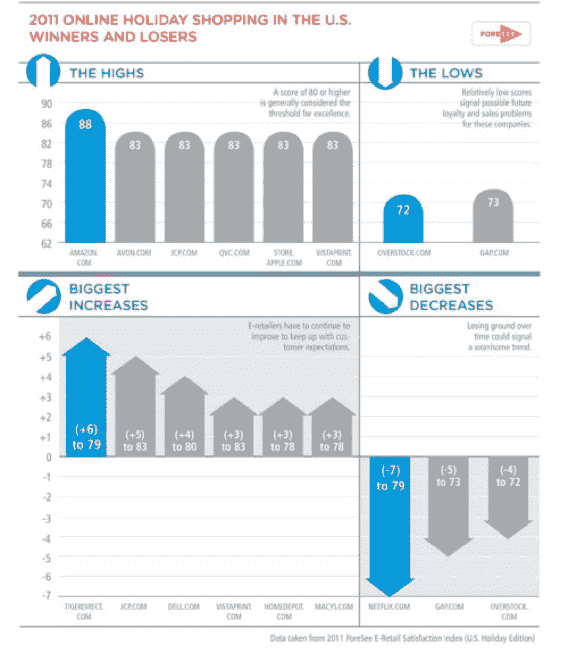 2011 ONLINE HOLIDAY SHOPPING IN THE U.S.
WINNERS AND LOSERS
FORESEE
THE HIGHS
A score of 80 or higher
is generally considered the
threshold for excellence.
90
86
82
78
74
70
66
62
88
83
83
83
83
83
AMAZON.
COM
AVON.COM
JCP.COM
QVC.COM
STORE.
APPLE.COM
VISTAPRINT.
COM
THE LOWS
Relatively low scores
signal possible future
loyalty and sales problems
for these companies.
72
73
OVERSTOCK.COM
GAP.COM
BIGGEST
INCREASES
E-retailers have to continue to
improve to keep up with cus-
tomer expectations.
+6
+5
+4
+3
+2
+1
0
-1
-2
-3
-4
-5
-6
-7
(+6)
to 79
(+5)
to 83
(+4)
to 80
(+3)
to 83
(+3)
to 78
(+3)
to 78
TIGERDIRECT.
COM
JCP.COM
DELL.COM
VISTAPRINT.
COM
HOMEDEPOT.
COM
MACYS.COM
BIGGEST
DECREASES
Losing ground over
time could signal
a worrisome trend.
(-7)
to 79
(-5)
to 73
(-4)
to 72
NETFLIX.COM
GAP.COM
OVERSTOCK.
COM
Data taken from 2011 ForeSee E-Retail Satisfaction Index (U.S. Holiday Edition)